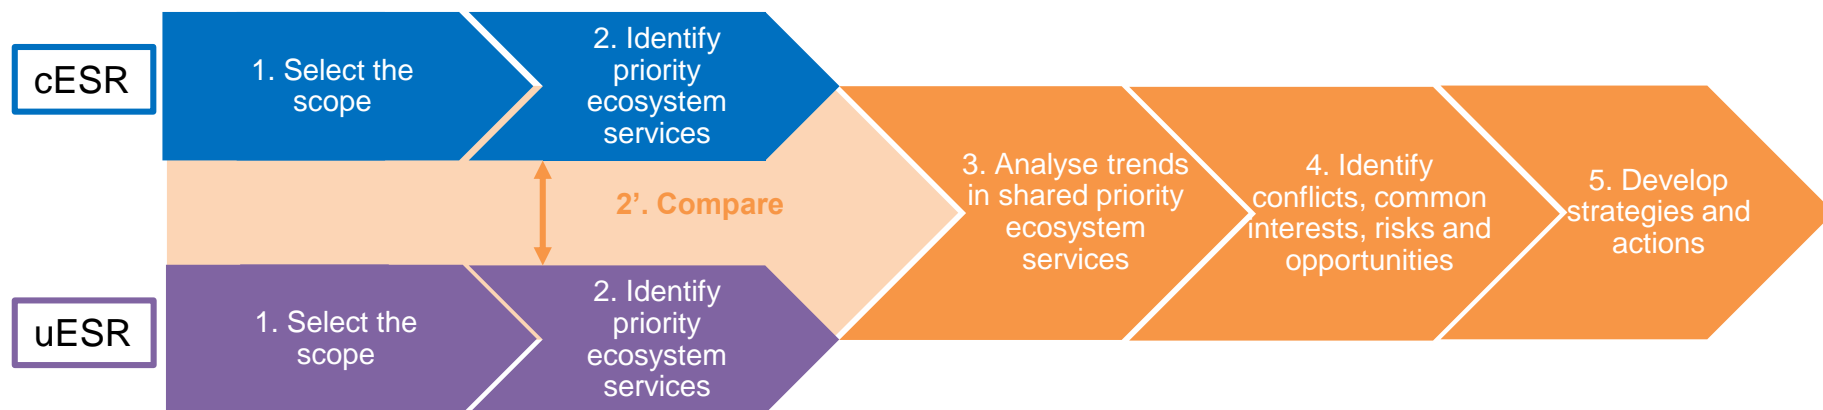 cESR
1. Select the
scope
2. Identify
priority
ecosystem
services
2’. Compare
uESR
1. Select the
scope
2. Identify
priority
ecosystem
services
3. Analyse trends
in shared priority
ecosystem
services
4. Identify
conflicts, common
interests, risks and
opportunities
5. Develop
strategies and
actions